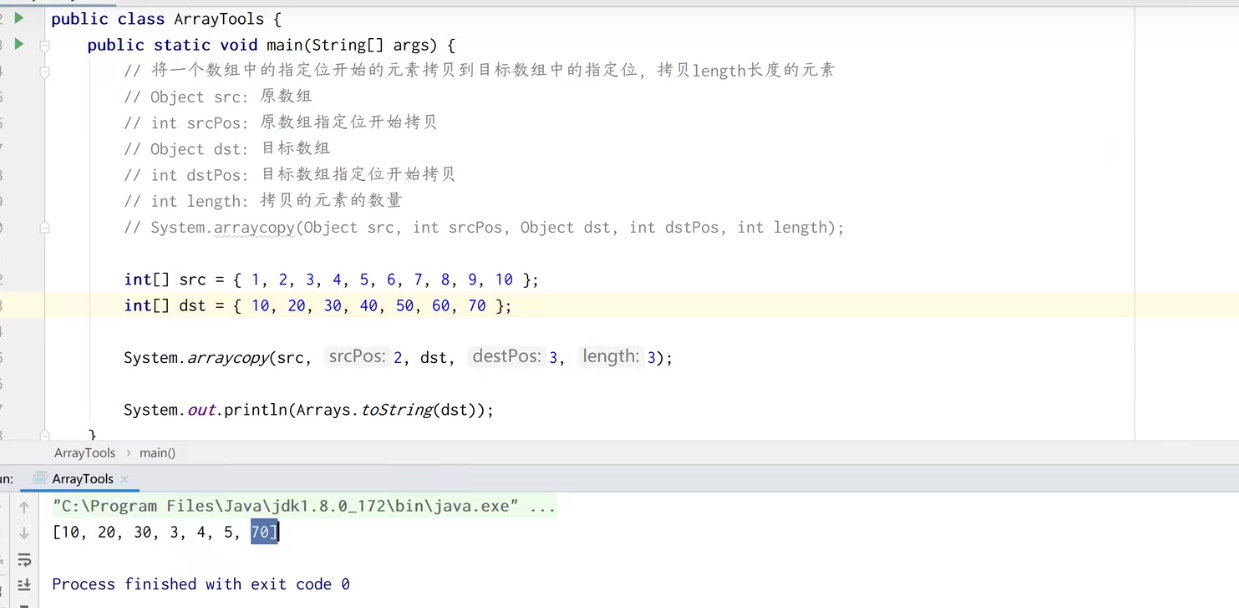 public class ArrayTools {
public static void main(String[] args) {
// 将一个数组中的指定位开始的元素拷贝到目标数组中的指定位，拷贝length长度的元素
// Object src: 原数组
// int srcPos: 原数组指定位开始拷贝
// Object dst: 目标数组
// int dstPos: 目标数组指定位开始拷贝
// int length: 拷贝的元素的数量
// System.arraycopy(Object src, int srcPos, Object dst, int dstPos, int length);
int[] src = { 1, 2, 3, 4, 5, 6, 7, 8, 9, 10 };
int[] dst = { 10, 20, 30, 40, 50, 60, 70 };
System.arraycopy(src, srcPos: 2, dst, destPos: 3, length: 3);
System.out.println(Arrays.toString(dst));
}
ArrayTools › main()
ArrayTools ×
"C:\Program Files\Java\jdk1.8.0_172\bin\java.exe" ...
[10, 20, 30, 3, 4, 5, 70]
Process finished with exit code 0